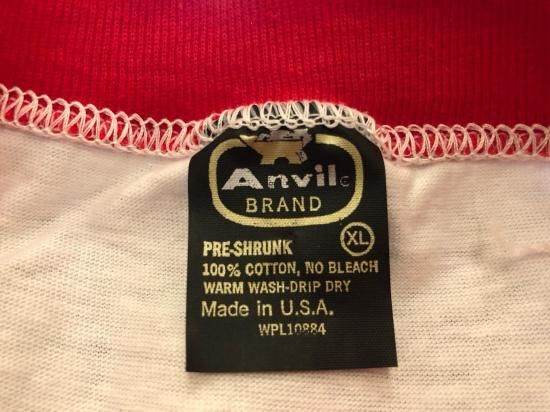 Anvil®
BRAND
PRE-SHRUNK XL
100% COTTON, NO BLEACH
WARM WASH-DRIP DRY
Made in U.S.A.
WPL10884